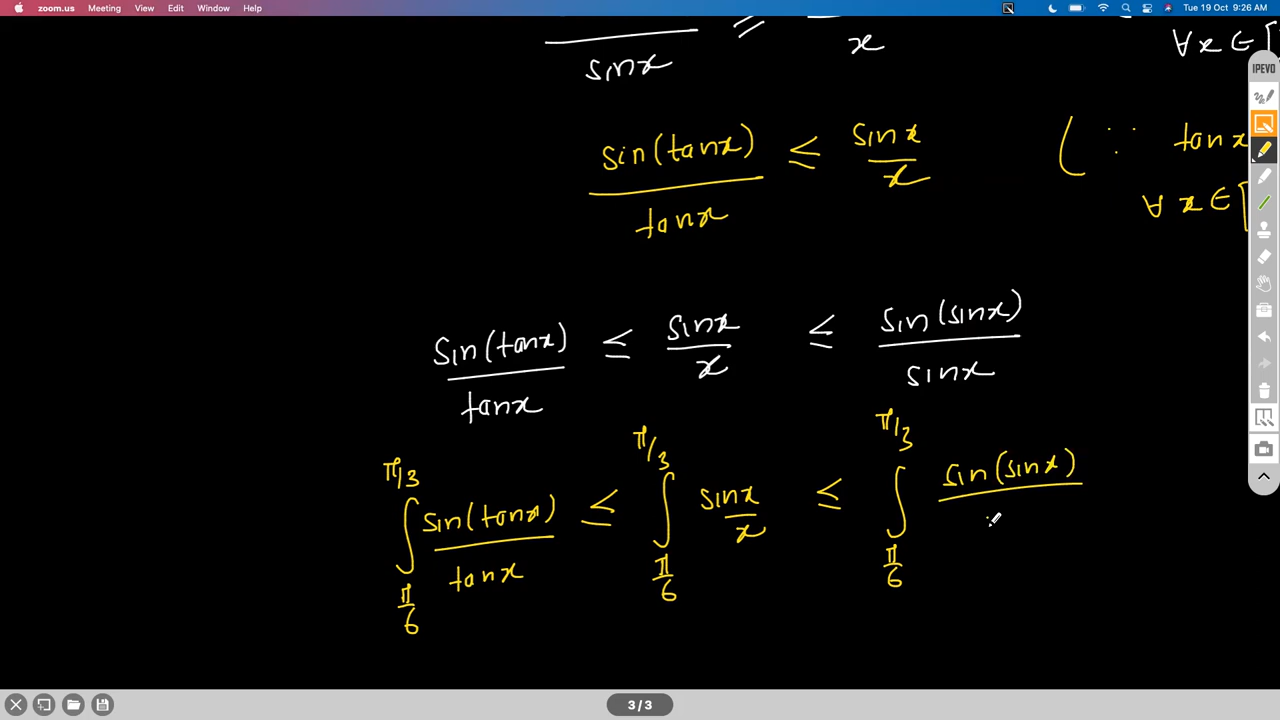 zoom.us Meeting View Edit Window Help Tue 19 Oct 9:26 AM
IPEVO
sinx x ∀ x ∈ [
sin(tanx)/tanx ≤ sinx/x ( ∵ tanx
∀ x ∈ [
sin(tanx)/tanx ≤ sinx/x ≤ sin(sinx)/sinx
∫_{π/6}^{π/3} sin(tanx)/tanx ≤ ∫_{π/6}^{π/3} sinx/x ≤ ∫_{π/6}^{π/3} sin(sinx)
3/3